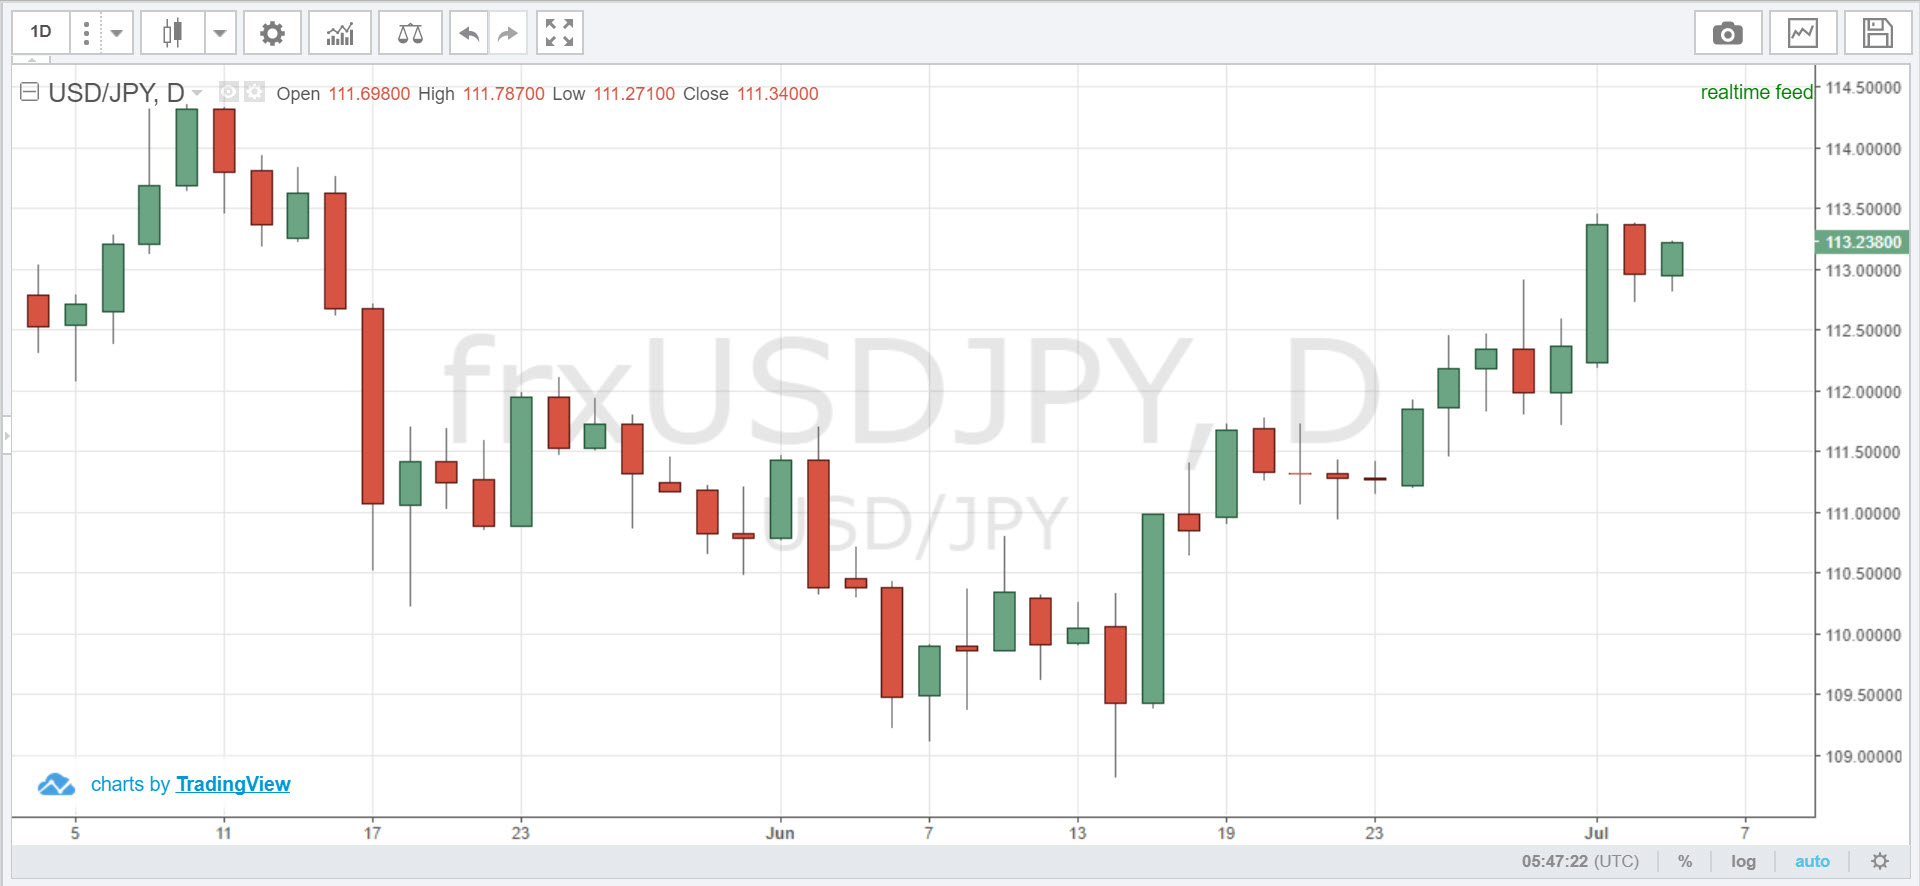 1D
USD/JPY, D Open 111.69800 High 111.78700 Low 111.27100 Close 111.34000
realtime feed
114.50000
114.00000
113.50000
113.23800
113.00000
112.50000
112.00000
111.50000
111.00000
110.50000
110.00000
109.50000
109.00000
frxUSDJPY, D
USD/JPY
charts by TradingView
5 11 17 23 Jun 7 13 19 23 Jul 7
05:47:22 (UTC) % log auto